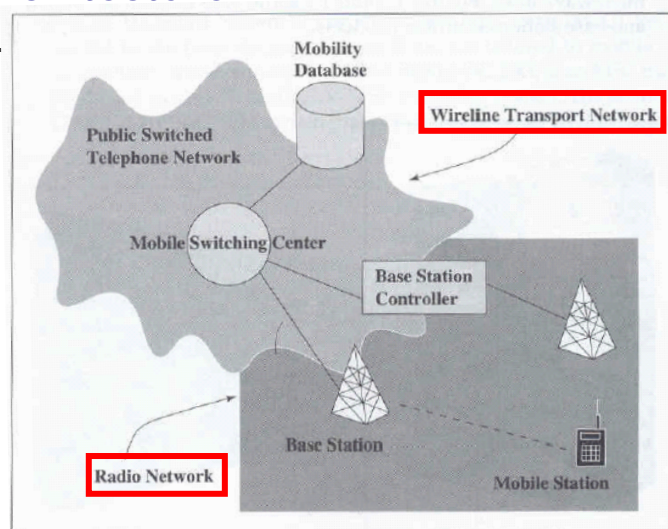 Mobility
Database
Wireline Transport Network
Public Switched
Telephone Network
Mobile Switching Center
Base Station
Controller
Base Station
Radio Network
Mobile Station